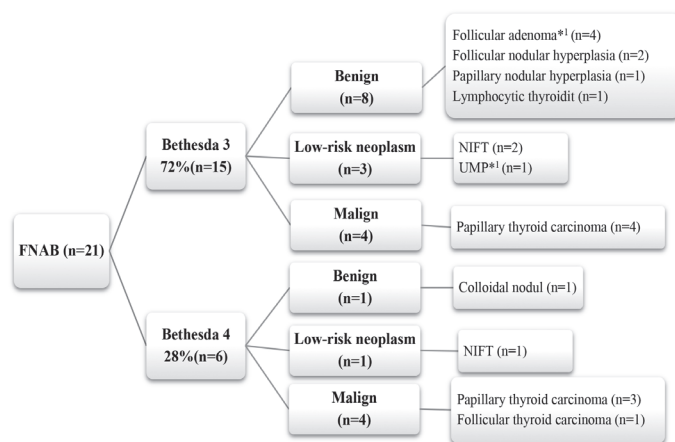 FNAB (n=21)
Bethesda 3
72%(n=15)
Benign
(n=8)
Follicular adenoma*¹ (n=4)
Follicular nodular hyperplasia (n=2)
Papillary nodular hyperplasia (n=1)
Lymphocytic thyroidit (n=1)
Low-risk neoplasm
(n=3)
NIFT (n=2)
UMP*¹ (n=1)
Malign
(n=4)
Papillary thyroid carcinoma (n=4)
Bethesda 4
28%(n=6)
Benign
(n=1)
Colloidal nodul (n=1)
Low-risk neoplasm
(n=1)
NIFT (n=1)
Malign
(n=4)
Papillary thyroid carcinoma (n=3)
Follicular thyroid carcinoma (n=1)